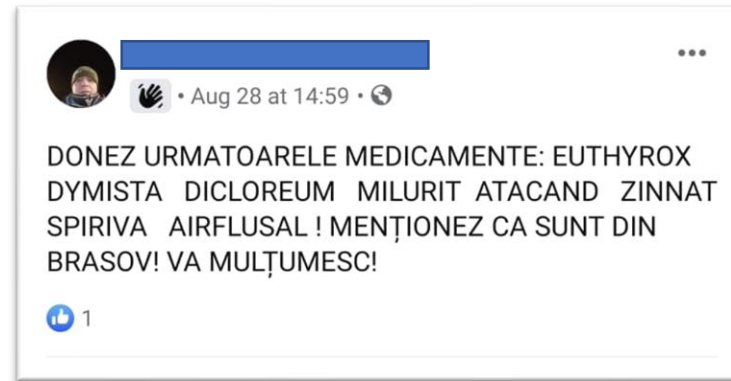 Aug 28 at 14:59
DONEZ URMATOARELE MEDICAMENTE: EUTHYROX
DYMISTA DICLOREUM MILURIT ATACAND ZINNAT
SPIRIVA AIRFLUSAL ! MENȚIONEZ CA SUNT DIN
BRASOV! VA MULȚUMESC!
1